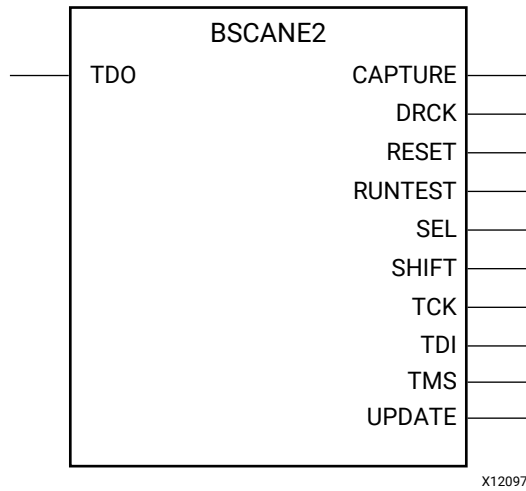 BSCANE2
TDO CAPTURE
DRCK
RESET
RUNTEST
SEL
SHIFT
TCK
TDI
TMS
UPDATE
X12097